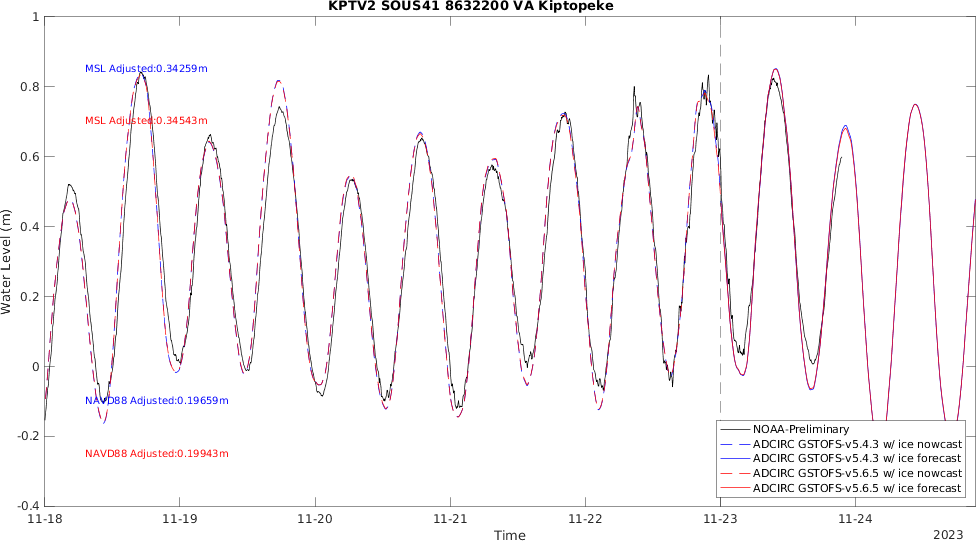 KPTV2 SOUS41 8632200 VA Kiptopeke
1
0.8
0.6
0.4
0.2
0
-0.2
-0.4
Water Level (m)
MSL Adjusted:0.34259m
MSL Adjusted:0.34543m
NAVD88 Adjusted:0.19659m
NAVD88 Adjusted:0.19943m
NOAA-Preliminary
ADCIRC GSTOFS-v5.4.3 w/ ice nowcast
ADCIRC GSTOFS-v5.4.3 w/ ice forecast
ADCIRC GSTOFS-v5.6.5 w/ ice nowcast
ADCIRC GSTOFS-v5.6.5 w/ ice forecast
11-18 11-19 11-20 11-21 11-22 11-23 11-24
Time
2023